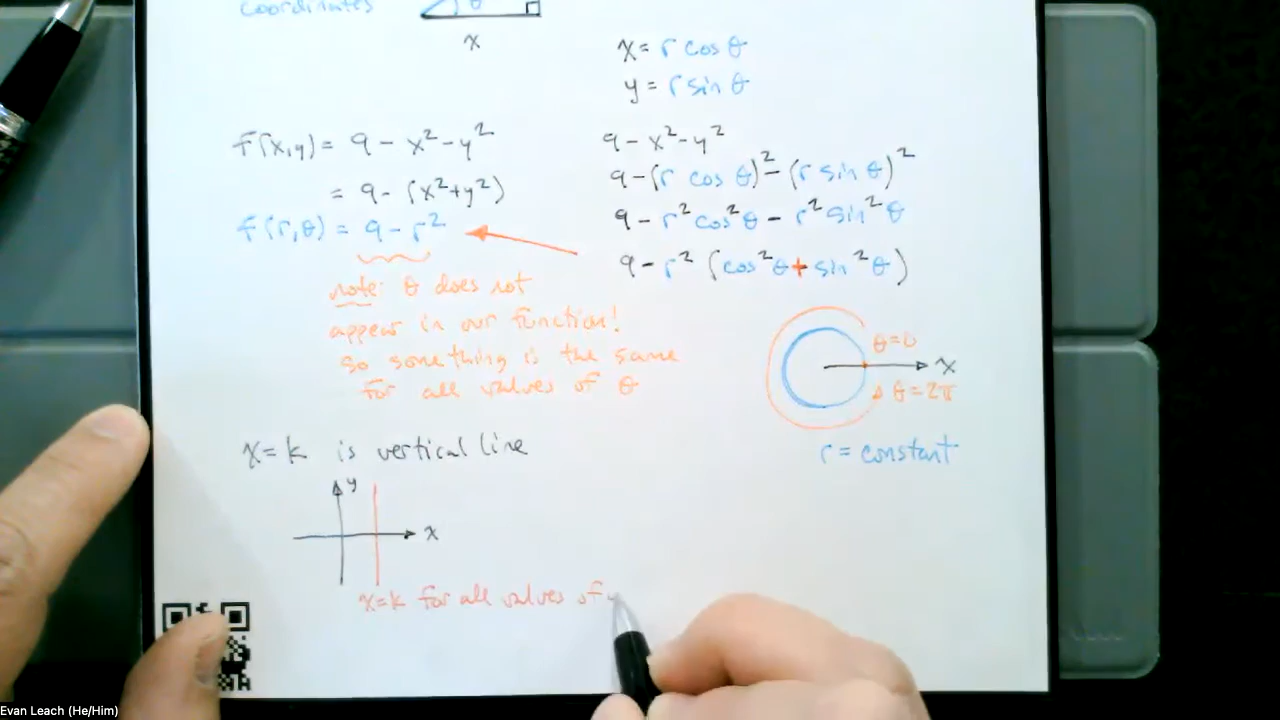 coordinates
θ
x
x = r cos θ
y = r sin θ
f(x,y) = 9 - x² - y²
= 9 - (x² + y²)
f(r,θ) = 9 - r²
note: θ does not
appear in our function!
so something is the same
for all values of θ
9 - x² - y²
9 - (r cos θ)² - (r sin θ)²
9 - r² cos² θ - r² sin² θ
9 - r² (cos² θ + sin² θ)
θ = 0
x
θ = 2π
r = constant
x = k is vertical line
y
x
x = k for all values of
Evan Leach (He/Him)